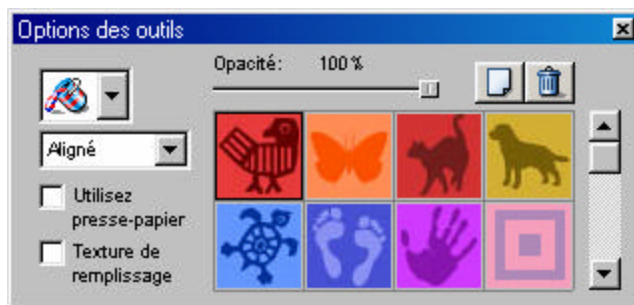 Options des outils
Opacité: 100 %
Aligné
Utilisez
presse-papier
Texture de
remplissage